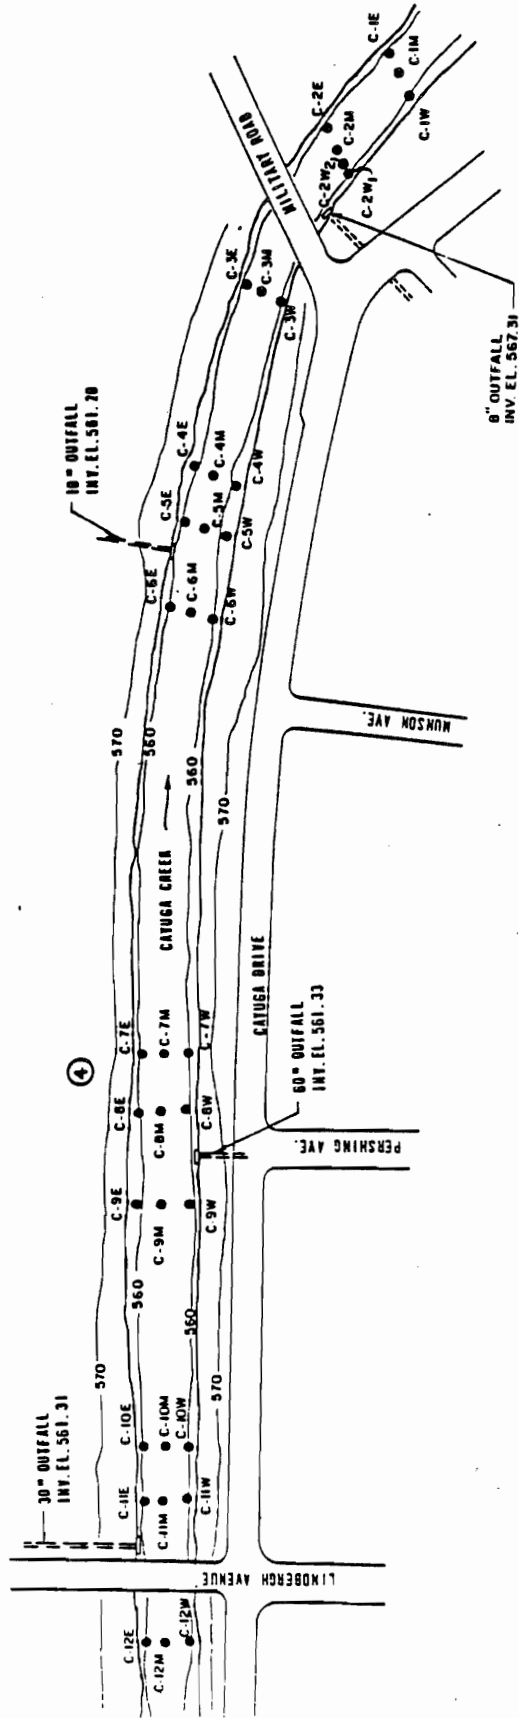 C-1E
C-1M
C-1W
C-2E
C-2M
C-2W2
C-2W1
MILITARY ROAD
8" OUTFALL
INV. EL. 567.31
C-3E
C-3M
C-3W
C-4E
C-4M
C-4W
C-5E
C-5M
C-5W
18" OUTFALL
INV. EL. 561.20
C-6E
C-6M
C-6W
MUNSON AVE.
570
560
560
570
CAYUGA CREEK
CAYUGA DRIVE
C-7E
C-7M
C-7W
4
C-8E
C-8M
C-8W
60" OUTFALL
INV. EL. 561.33
PERSHING AVE.
C-9E
C-9M
C-9W
570
560
560
570
C-10E
C-10M
C-10W
30" OUTFALL
INV. EL. 561.31
C-11E
C-11M
C-11W
LINDBERGH AVENUE
C-12E
C-12M
C-12W